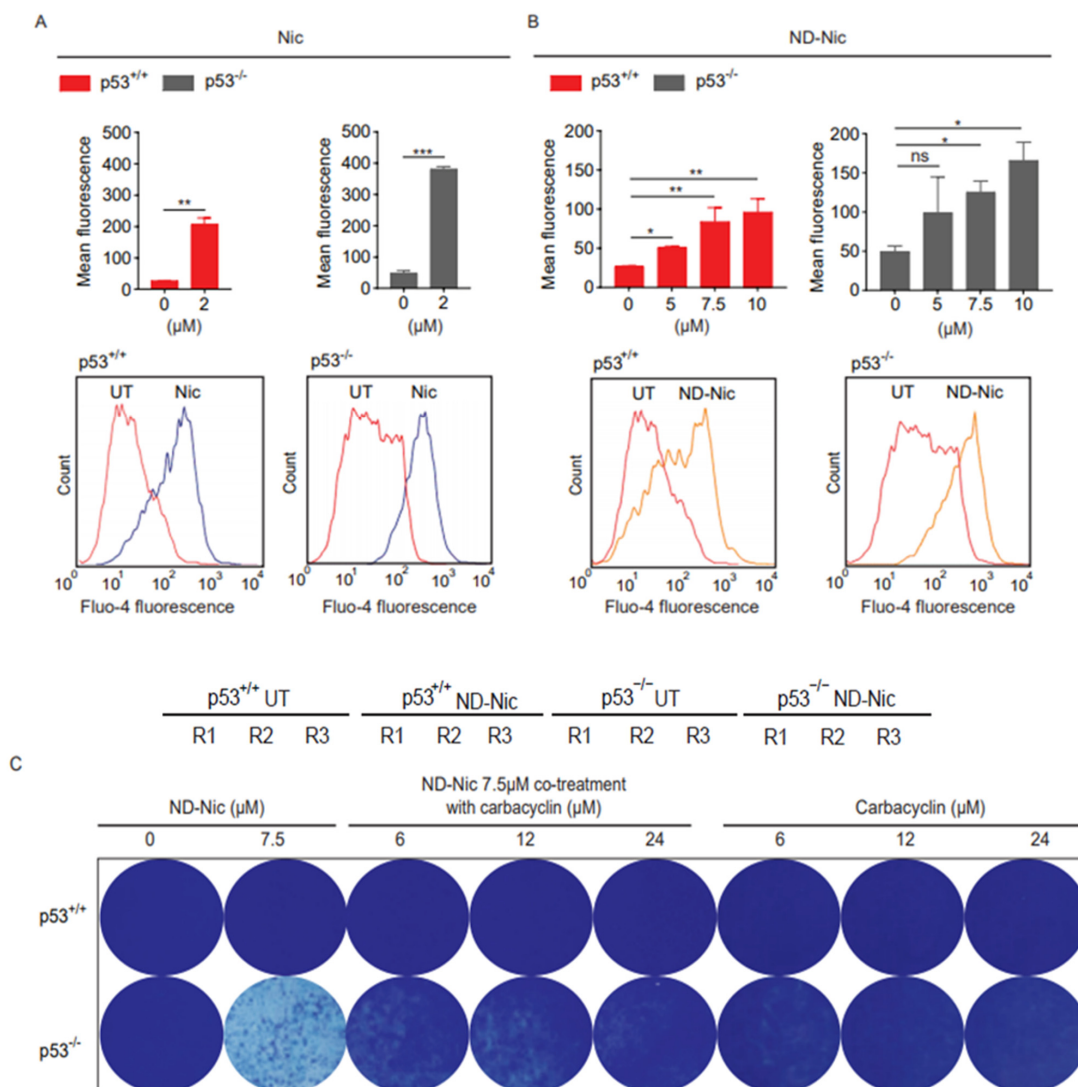 A
Nic
p53+/+ p53-/-
Mean fluorescence
500
400
300
200
100
0
**
0 2
(µM)
Mean fluorescence
500
400
300
200
100
0
***
0 2
(µM)
p53+/+
UT Nic
Count
10^0 10^1 10^2 10^3 10^4
Fluo-4 fluorescence
p53-/-
UT Nic
Count
10^0 10^1 10^2 10^3 10^4
Fluo-4 fluorescence
B
ND-Nic
p53+/+ p53-/-
Mean fluorescence
200
150
100
50
0
**
**
*
0 5 7.5 10
(µM)
Mean fluorescence
200
150
100
50
0
*
*
ns
0 5 7.5 10
(µM)
p53+/+
UT ND-Nic
Count
10^0 10^1 10^2 10^3 10^4
Fluo-4 fluorescence
p53-/-
UT ND-Nic
Count
10^0 10^1 10^2 10^3 10^4
Fluo-4 fluorescence
p53+/+ UT p53+/+ ND-Nic p53-/- UT p53-/- ND-Nic
R1 R2 R3 R1 R2 R3 R1 R2 R3 R1 R2 R3
C
ND-Nic (µM)
ND-Nic 7.5µM co-treatment
with carbacyclin (µM)
Carbacyclin (µM)
0 7.5 6 12 24 6 12 24
p53+/+
p53-/-